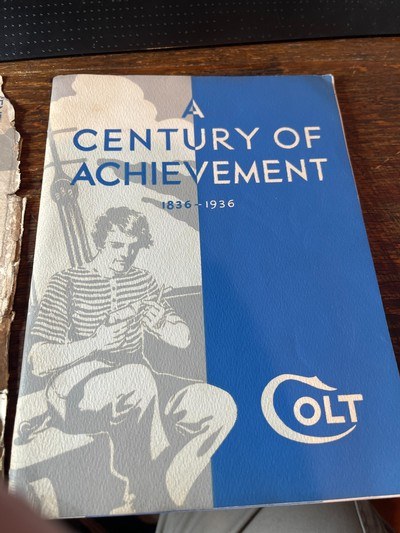 A
CENTURY OF
ACHIEVEMENT
1836-1936
COLT